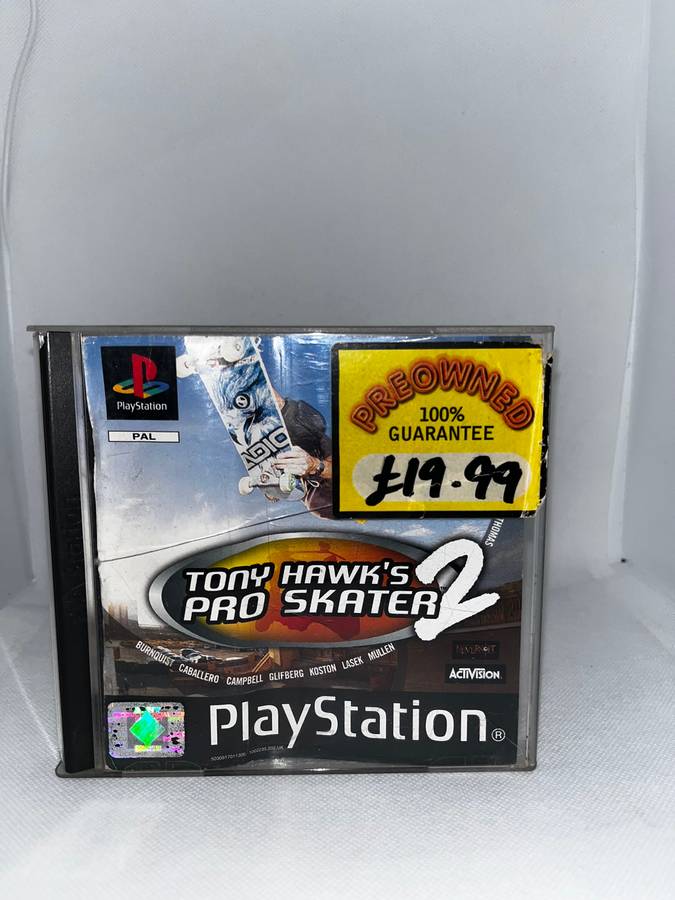 PlayStation
PAL
PREOWNED
100%
GUARANTEE
£19.99
THOMAS
TONY HAWK'S
PRO SKATER 2
BURNQUIST CABALLERO CAMPBELL GLIFBERG KOSTON LASEK MULLEN
NEVERSOFT
ACTIVISION
PlayStation®